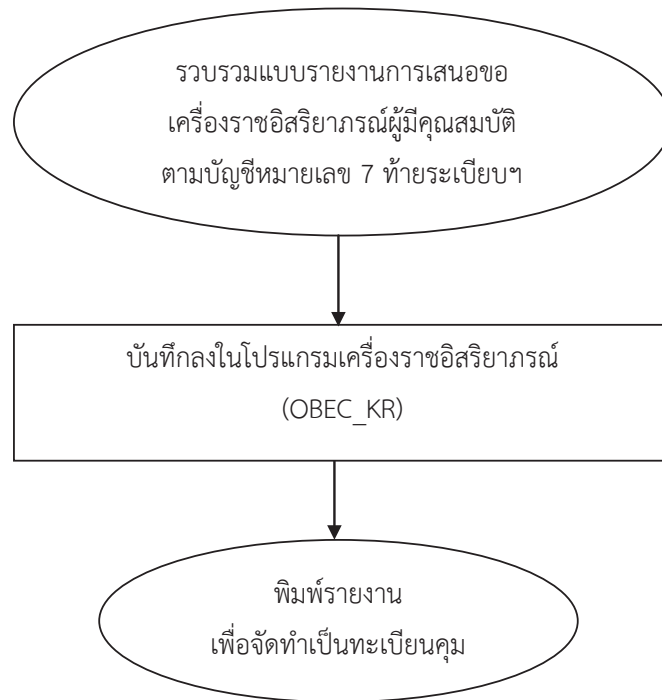 รวบรวมแบบรายงานการเสนอขอ
เครื่องราชอิสริยาภรณ์ผู้มีคุณสมบัติ
ตามบัญชีหมายเลข 7 ท้ายระเบียบฯ
บันทึกลงในโปรแกรมเครื่องราชอิสริยาภรณ์
(OBEC_KR)
พิมพ์รายงาน
เพื่อจัดทำเป็นทะเบียนคุม